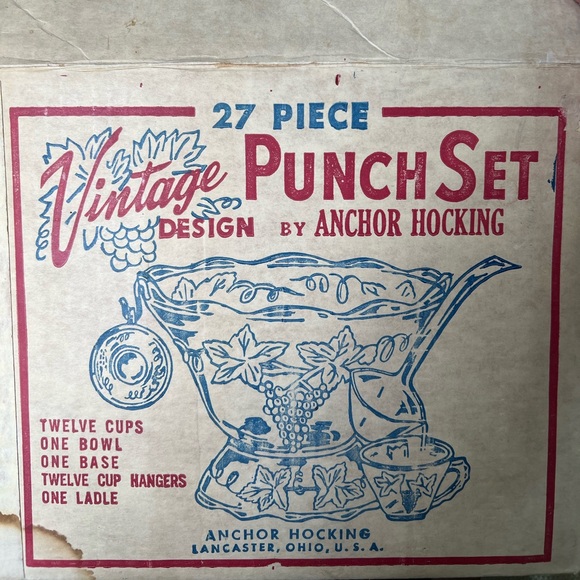 27 PIECE
Vintage PUNCH SET
DESIGN BY ANCHOR HOCKING
TWELVE CUPS
ONE BOWL
ONE BASE
TWELVE CUP HANGERS
ONE LADLE
ANCHOR HOCKING
LANCASTER, OHIO, U.S.A.